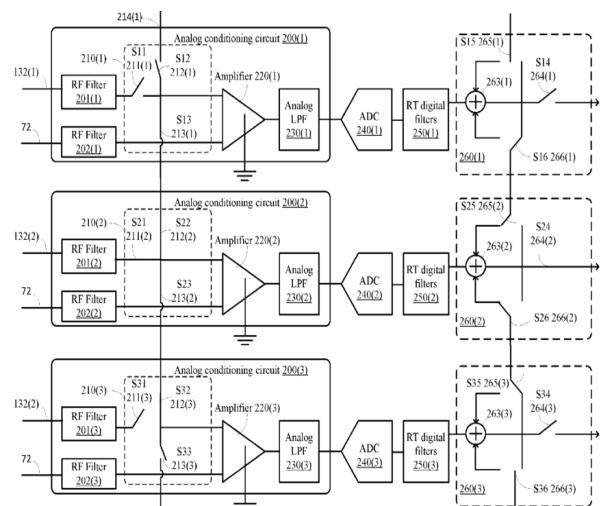 214(1)
Analog conditioning circuit 200(1)
210(1) S11 211(1) S12 212(1)
132(1)
RF Filter 201(1)
Amplifier 220(1)
S13 213(1)
72
RF Filter 202(1)
Analog LPF 230(1)
ADC 240(1)
RT digital filters 250(1)
S15 265(1)
S14 264(1)
263(1)
260(1)
S16 266(1)
Analog conditioning circuit 200(2)
210(2) S21 211(2) S22 212(2)
132(2)
RF Filter 201(2)
Amplifier 220(2)
S23 213(2)
72
RF Filter 202(2)
Analog LPF 230(2)
ADC 240(2)
RT digital filters 250(2)
S25 265(2)
S24 264(2)
263(2)
260(2)
S26 266(2)
Analog conditioning circuit 200(3)
210(3) S31 211(3) S32 212(3)
132(2)
RF Filter 201(3)
Amplifier 220(3)
S33 213(3)
72
RF Filter 202(3)
Analog LPF 230(3)
ADC 240(3)
RT digital filters 250(3)
S35 265(3)
S34 264(3)
263(3)
260(3)
S36 266(3)